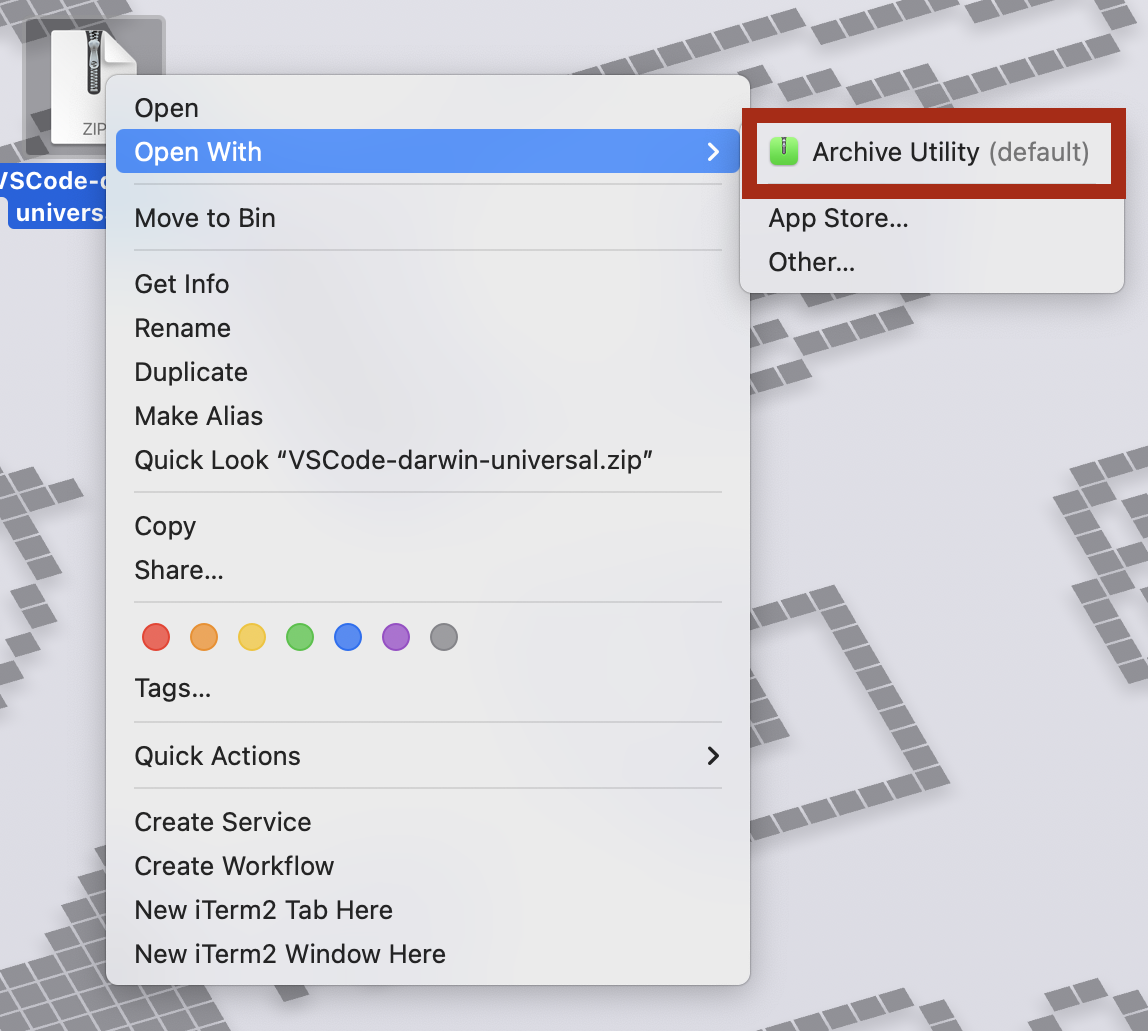 ZIP
VSCode-d
univers
Open
Open With
Archive Utility (default)
Move to Bin
App Store...
Other...
Get Info
Rename
Duplicate
Make Alias
Quick Look “VSCode-darwin-universal.zip”
Copy
Share...
Tags...
Quick Actions
Create Service
Create Workflow
New iTerm2 Tab Here
New iTerm2 Window Here